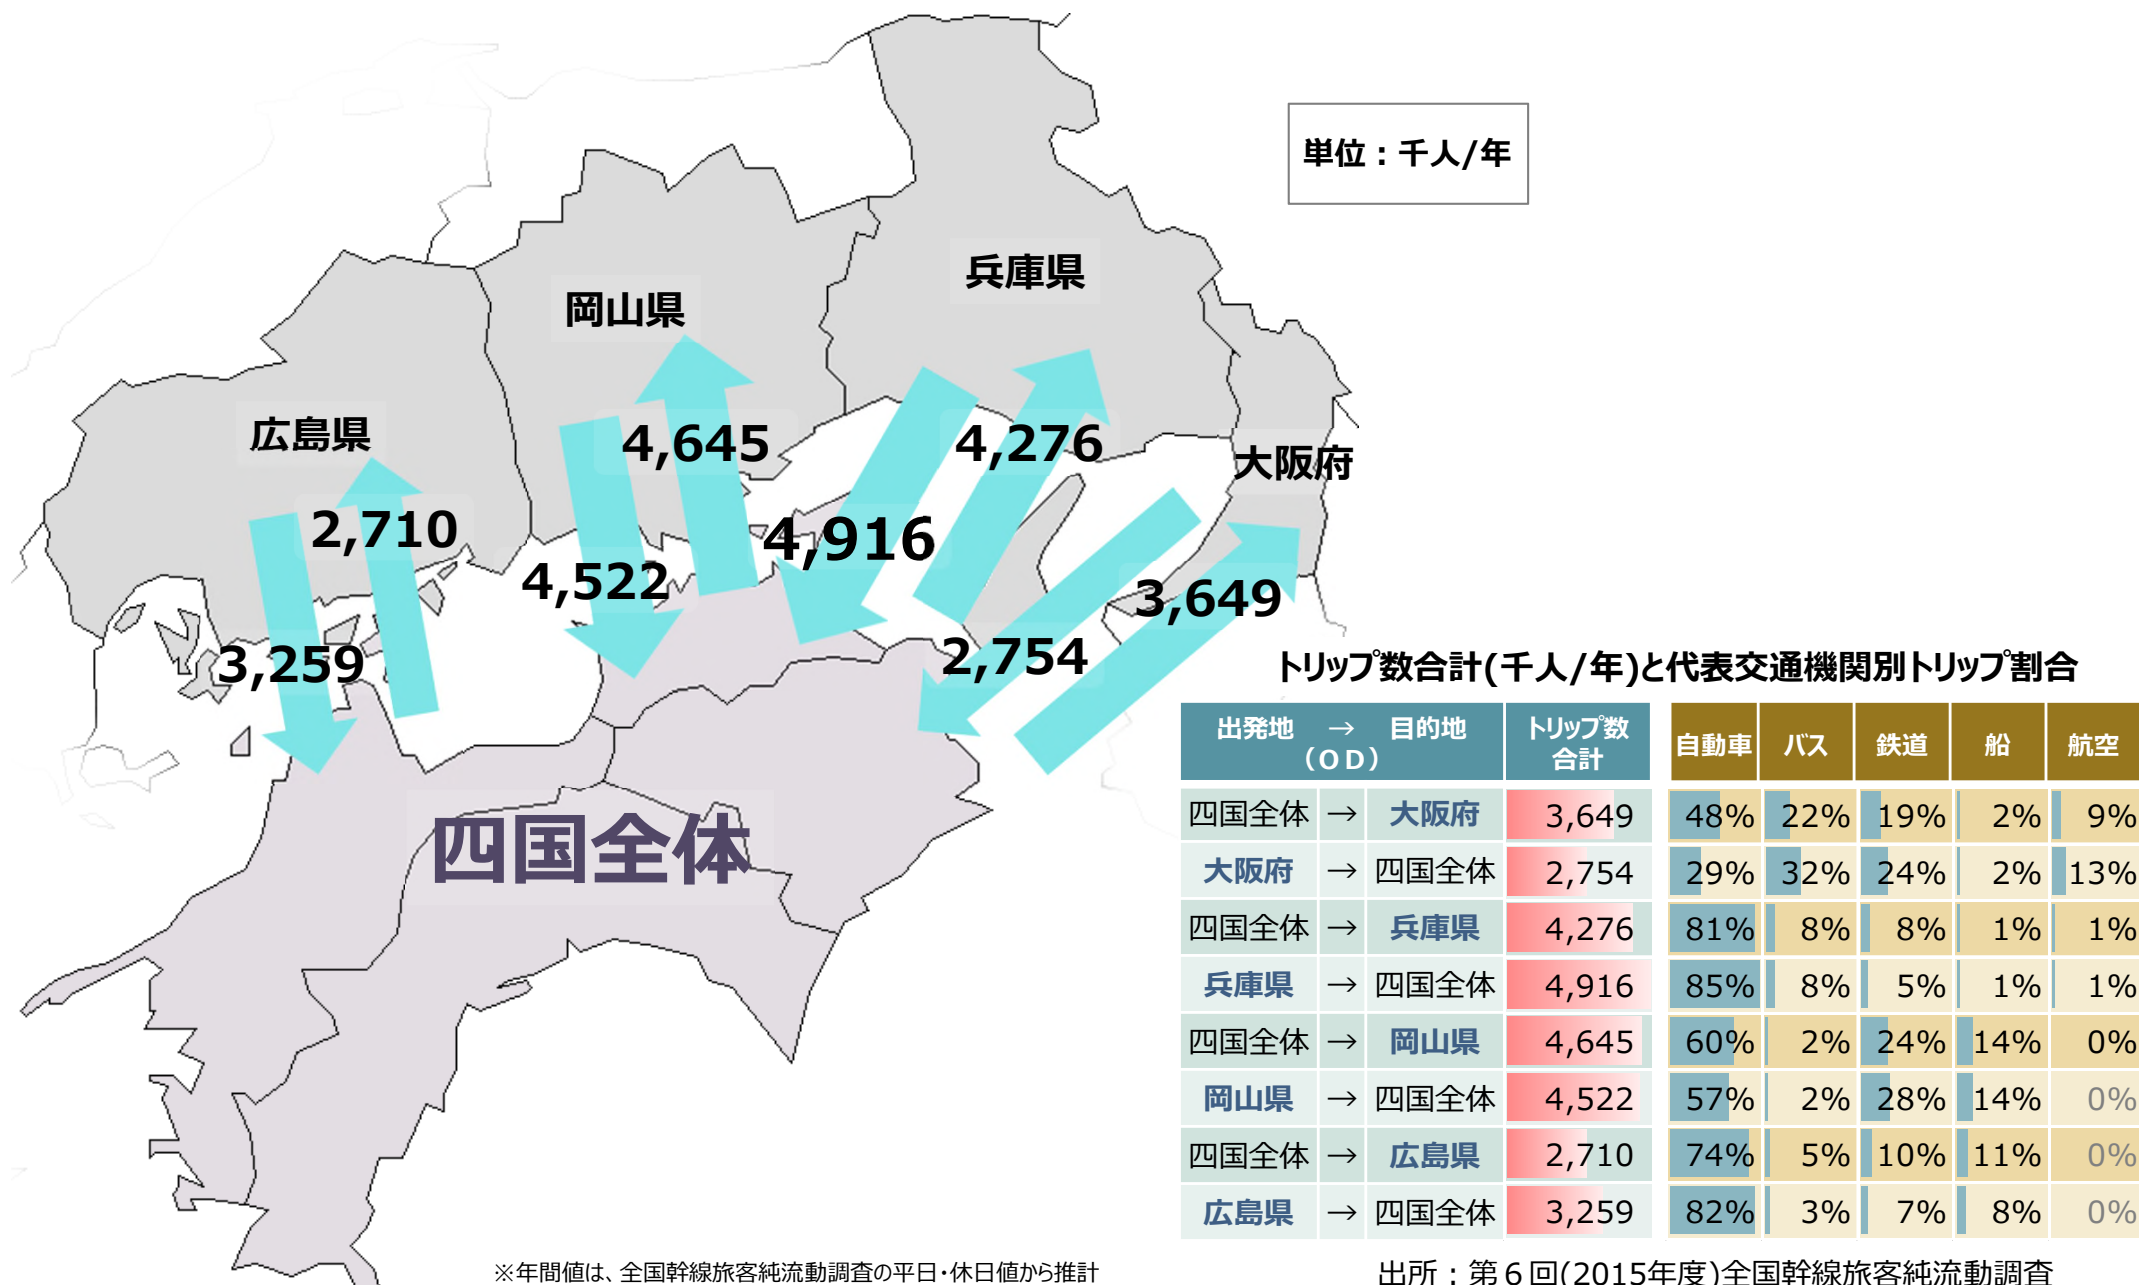 単位：千人/年
兵庫県
岡山県
広島県
大阪府
4,645
4,276
2,710
4,916
4,522
3,649
3,259
2,754
四国全体
トリップ数合計(千人/年)と代表交通機関別トリップ割合
出発地 → 目的地 トリップ数 自動車 バス 鉄道 船 航空
（OD） 合計
四国全体 → 大阪府 3,649 48% 22% 19% 2% 9%
大阪府 → 四国全体 2,754 29% 32% 24% 2% 13%
四国全体 → 兵庫県 4,276 81% 8% 8% 1% 1%
兵庫県 → 四国全体 4,916 85% 8% 5% 1% 1%
四国全体 → 岡山県 4,645 60% 2% 24% 14% 0%
岡山県 → 四国全体 4,522 57% 2% 28% 14% 0%
四国全体 → 広島県 2,710 74% 5% 10% 11% 0%
広島県 → 四国全体 3,259 82% 3% 7% 8% 0%
※年間値は、全国幹線旅客純流動調査の平日・休日値から推計
出所：第６回(2015年度)全国幹線旅客純流動調査